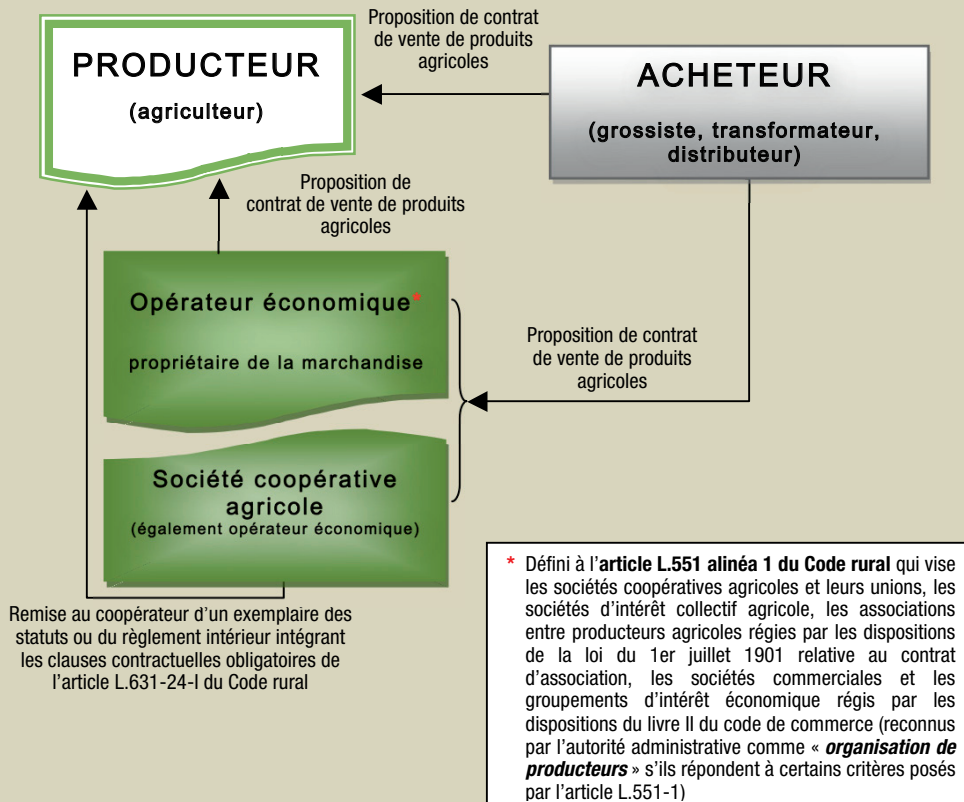 Proposition de contrat
de vente de produits
agricoles
PRODUCTEUR
(agriculteur)
ACHETEUR
(grossiste, transformateur,
distributeur)
Proposition de
contrat de vente de produits
agricoles
Opérateur économique*
propriétaire de la marchandise
Proposition de contrat
de vente de produits
agricoles
Société coopérative
agricole
(également opérateur économique)
Remise au coopérateur d'un exemplaire des
statuts ou du règlement intérieur intégrant
les clauses contractuelles obligatoires de
l'article L.631-24-I du Code rural
* Défini à l'article L.551 alinéa 1 du Code rural qui vise
les sociétés coopératives agricoles et leurs unions, les
sociétés d'intérêt collectif agricole, les associations
entre producteurs agricoles régies par les dispositions
de la loi du 1er juillet 1901 relative au contrat
d'association, les sociétés commerciales et les
groupements d'intérêt économique régis par les
dispositions du livre II du code de commerce (reconnus
par l'autorité administrative comme « organisation de
producteurs » s'ils répondent à certains critères posés
par l'article L.551-1)